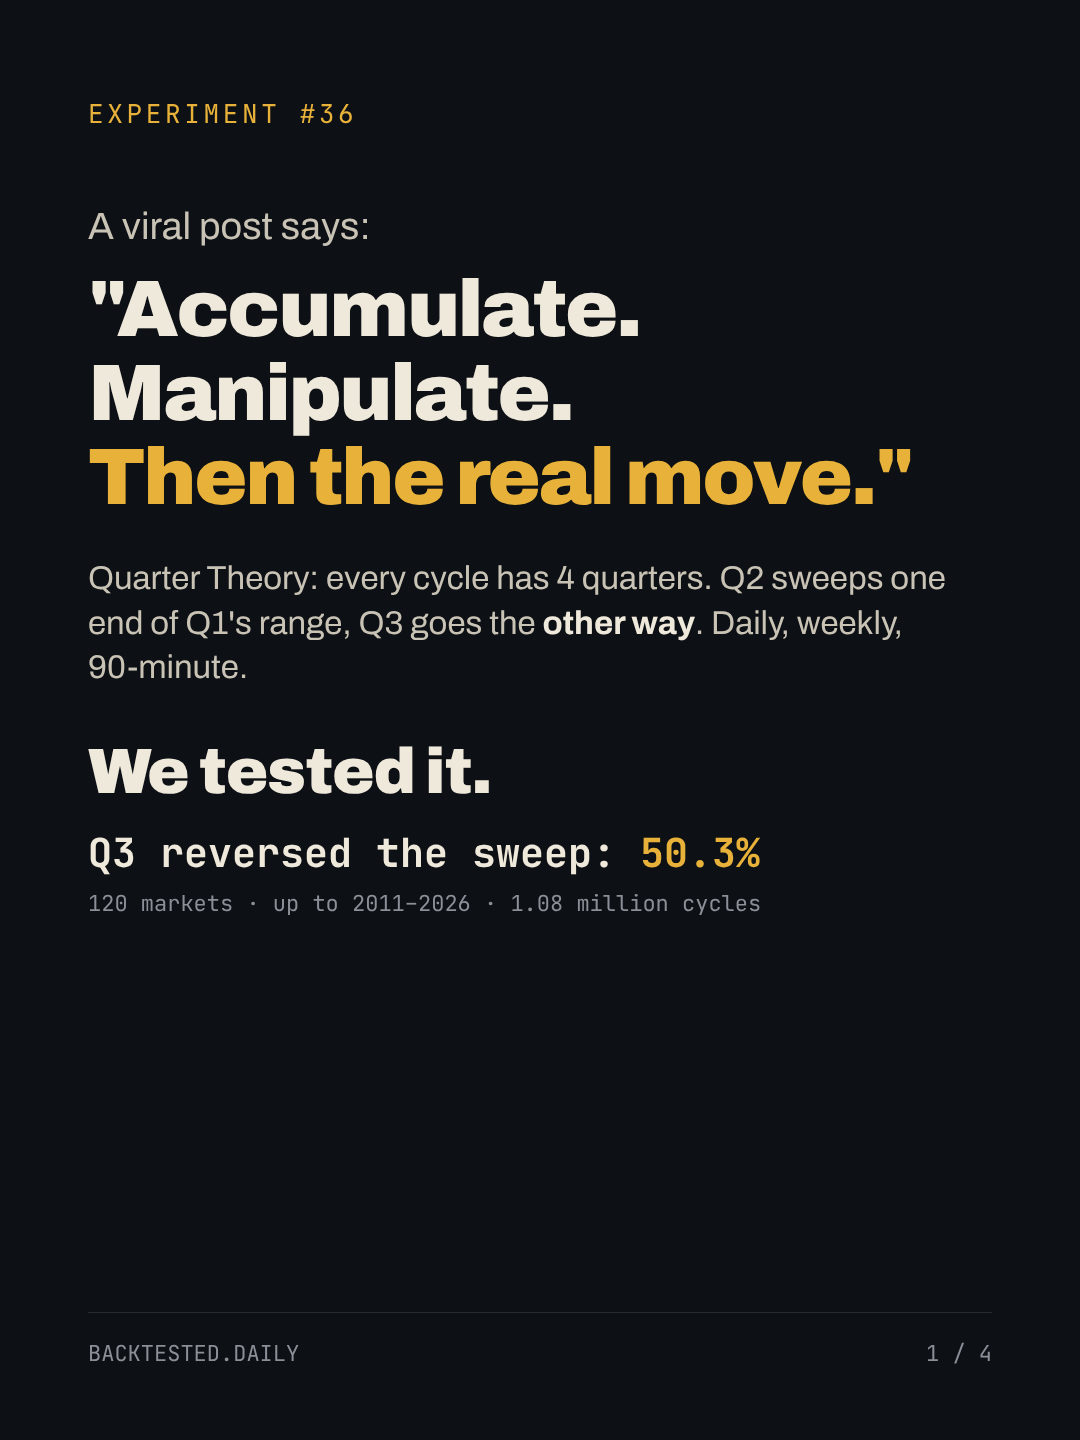 EXPERIMENT #36
A viral post says:
"Accumulate.
Manipulate.
Then the real move."
Quarter Theory: every cycle has 4 quarters. Q2 sweeps one
end of Q1's range, Q3 goes the other way. Daily, weekly,
90-minute.
We tested it.
Q3 reversed the sweep: 50.3%
120 markets · up to 2011–2026 · 1.08 million cycles
BACKTESTED.DAILY
1 / 4